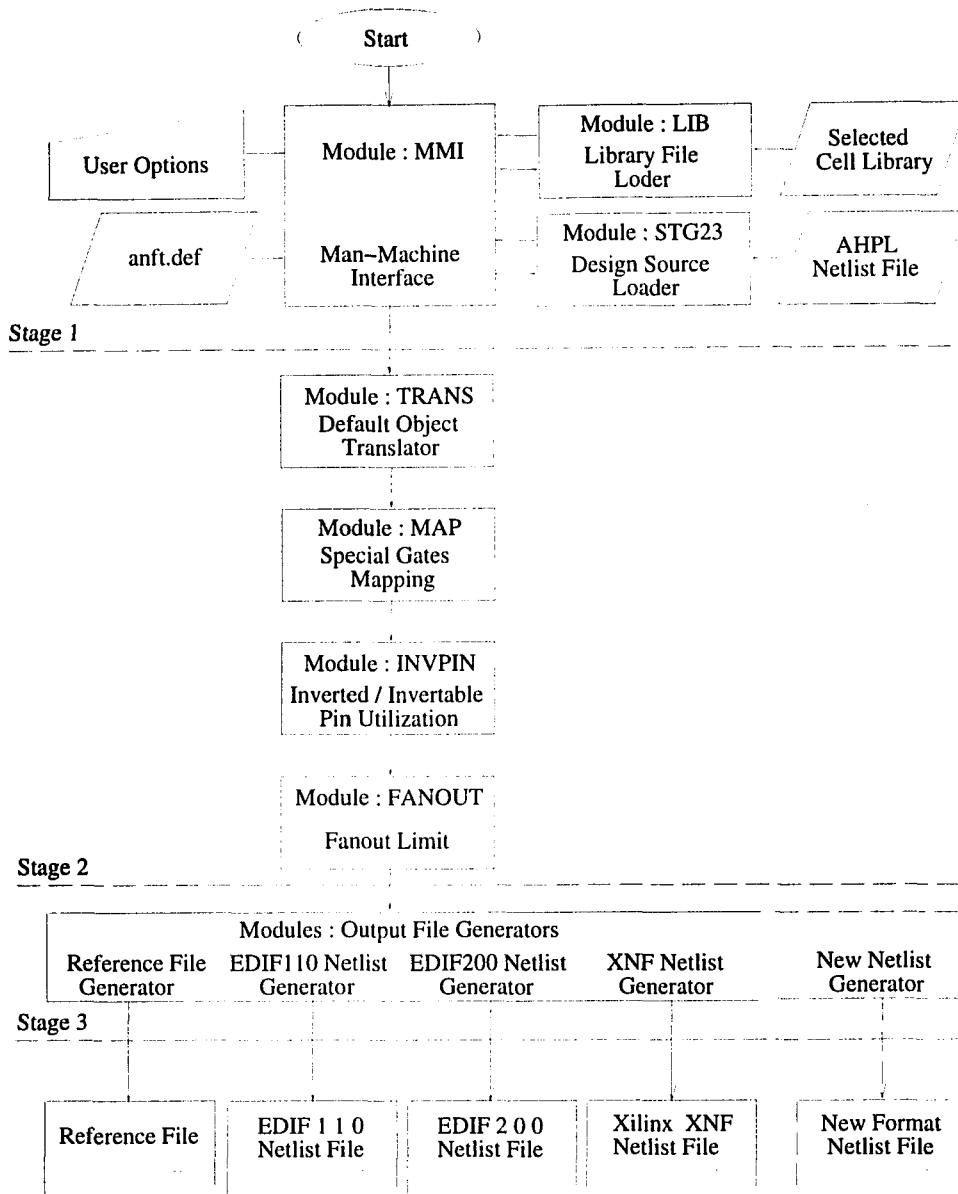 Start
Module : MMI
Man-Machine
Interface
User Options
anft.def
Module : LIB
Library File
Loder
Selected
Cell Library
Module : STG23
Design Source
Loader
AHPL
Netlist File
Stage 1
Module : TRANS
Default Object
Translator
Module : MAP
Special Gates
Mapping
Module : INVPIN
Inverted / Invertable
Pin Utilization
Module : FANOUT
Fanout Limit
Stage 2
Modules : Output File Generators
Reference File
Generator
EDIF110 Netlist
Generator
EDIF200 Netlist
Generator
XNF Netlist
Generator
New Netlist
Generator
Stage 3
Reference File
EDIF 1 1 0
Netlist File
EDIF 2 0 0
Netlist File
Xilinx XNF
Netlist File
New Format
Netlist File